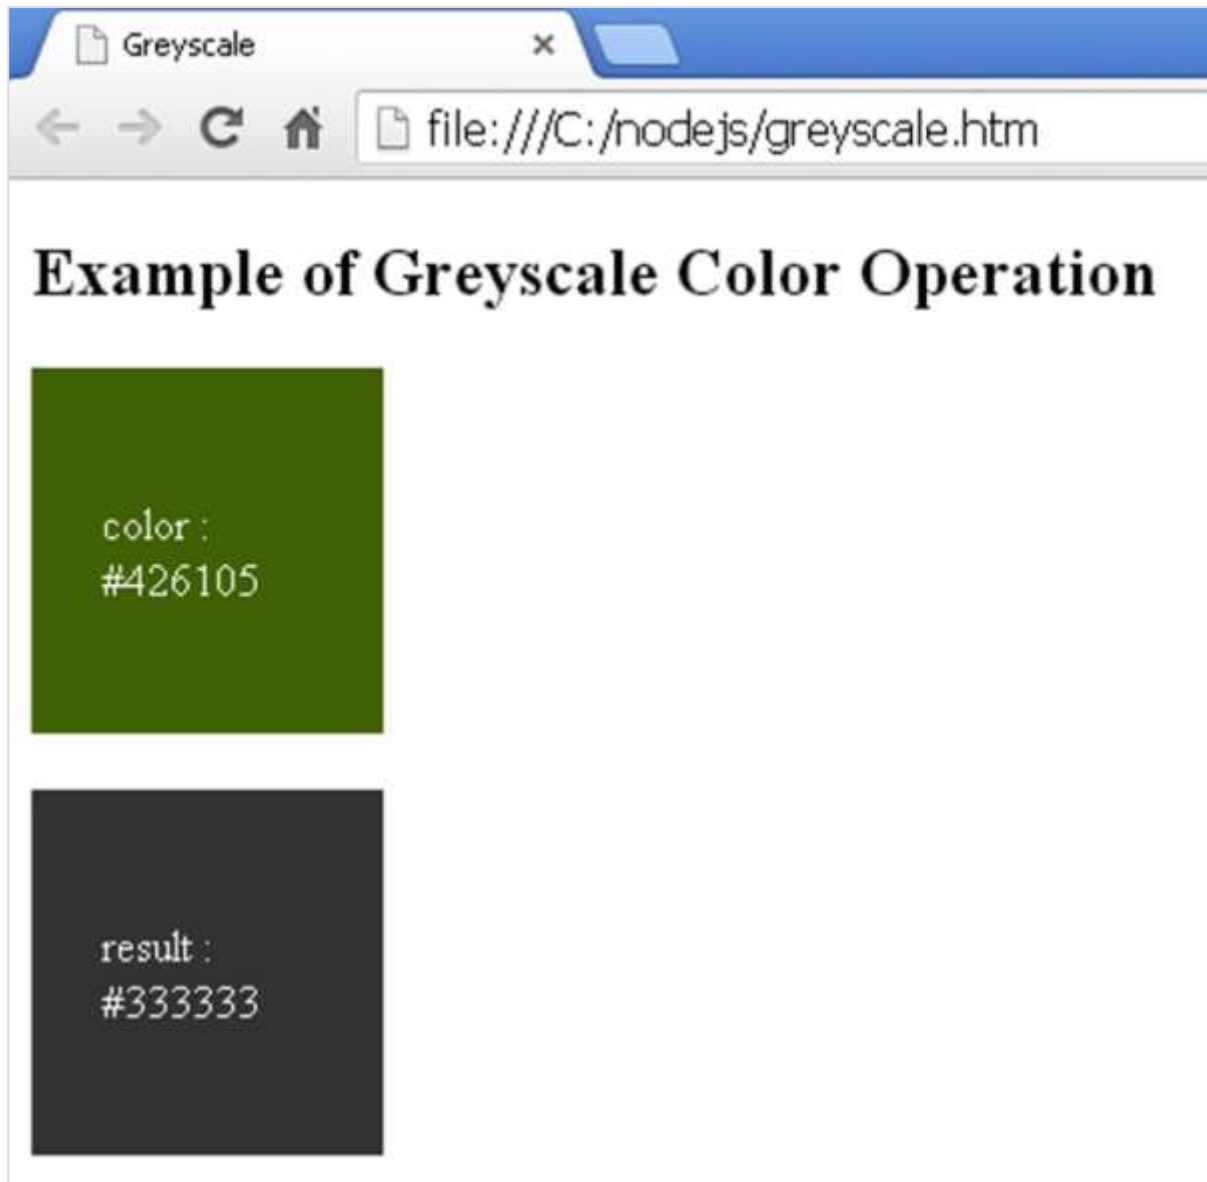 Greyscale
file:///C:/nodejs/greyscale.htm
Example of Greyscale Color Operation
color :
#426105
result :
#333333